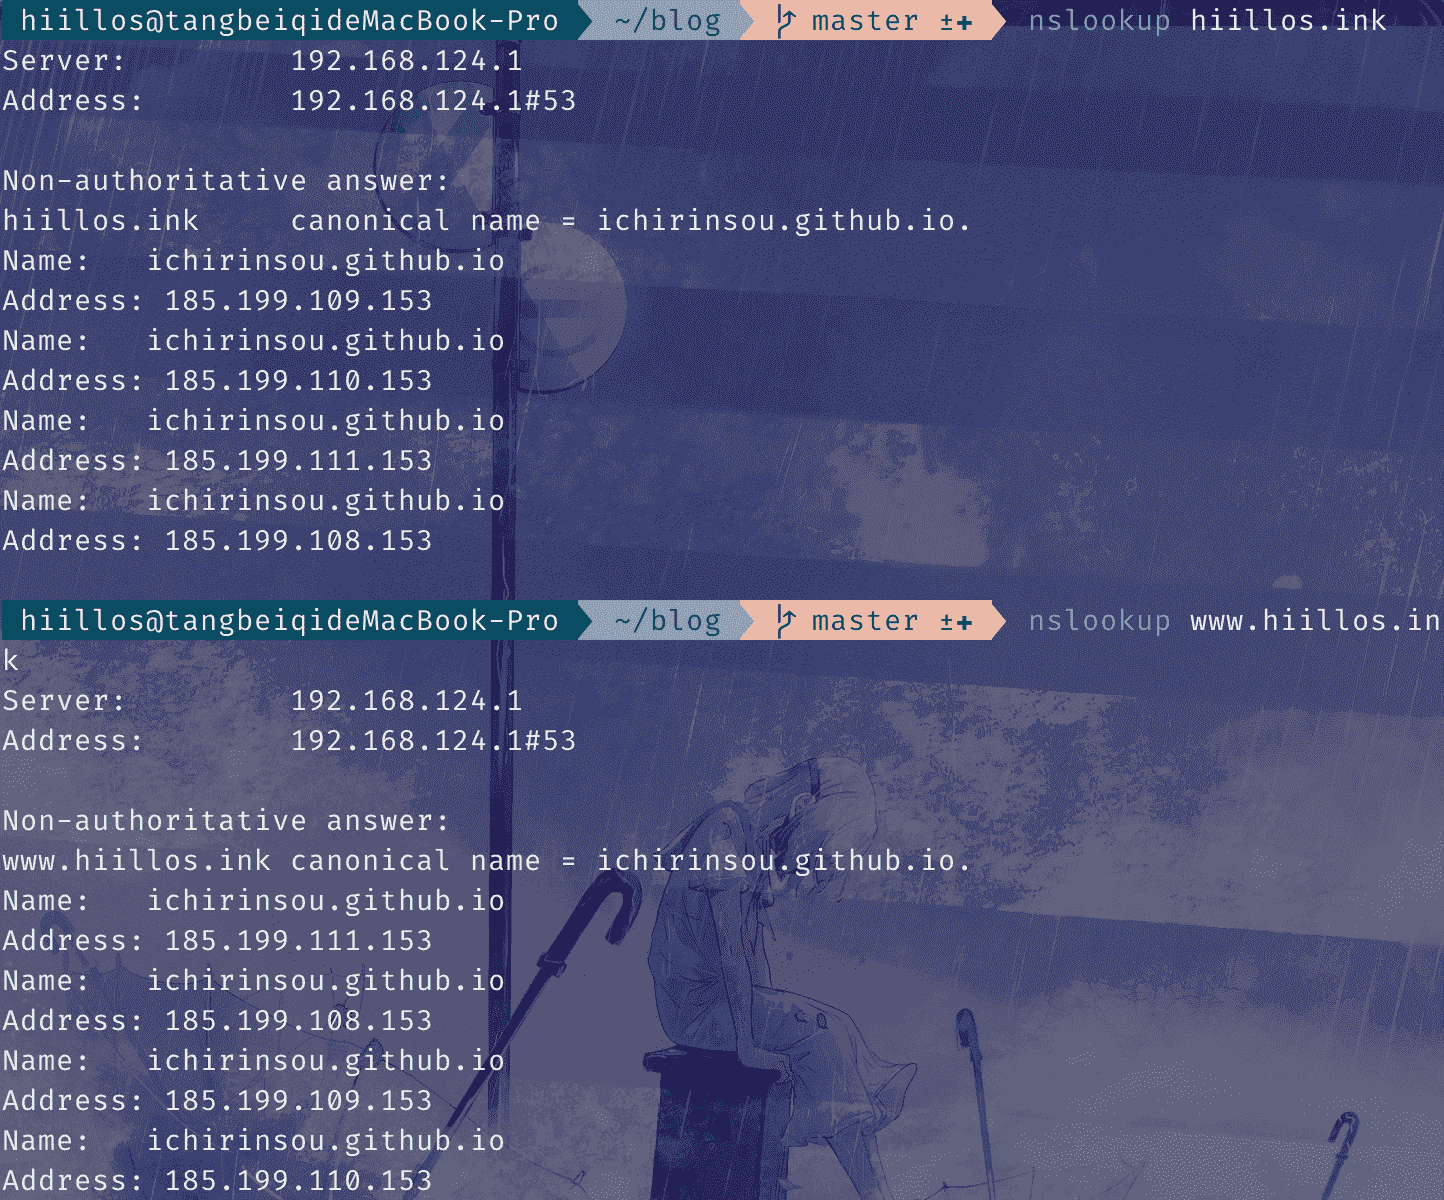 hiillos@tangbeiqideMacBook-Pro ~/blog master ±✚ nslookup hiillos.ink
Server: 192.168.124.1
Address: 192.168.124.1#53
Non-authoritative answer:
hiillos.ink canonical name = ichirinsou.github.io.
Name: ichirinsou.github.io
Address: 185.199.109.153
Name: ichirinsou.github.io
Address: 185.199.110.153
Name: ichirinsou.github.io
Address: 185.199.111.153
Name: ichirinsou.github.io
Address: 185.199.108.153
hiillos@tangbeiqideMacBook-Pro ~/blog master ±✚ nslookup www.hiillos.in
k
Server: 192.168.124.1
Address: 192.168.124.1#53
Non-authoritative answer:
www.hiillos.ink canonical name = ichirinsou.github.io.
Name: ichirinsou.github.io
Address: 185.199.111.153
Name: ichirinsou.github.io
Address: 185.199.108.153
Name: ichirinsou.github.io
Address: 185.199.109.153
Name: ichirinsou.github.io
Address: 185.199.110.153